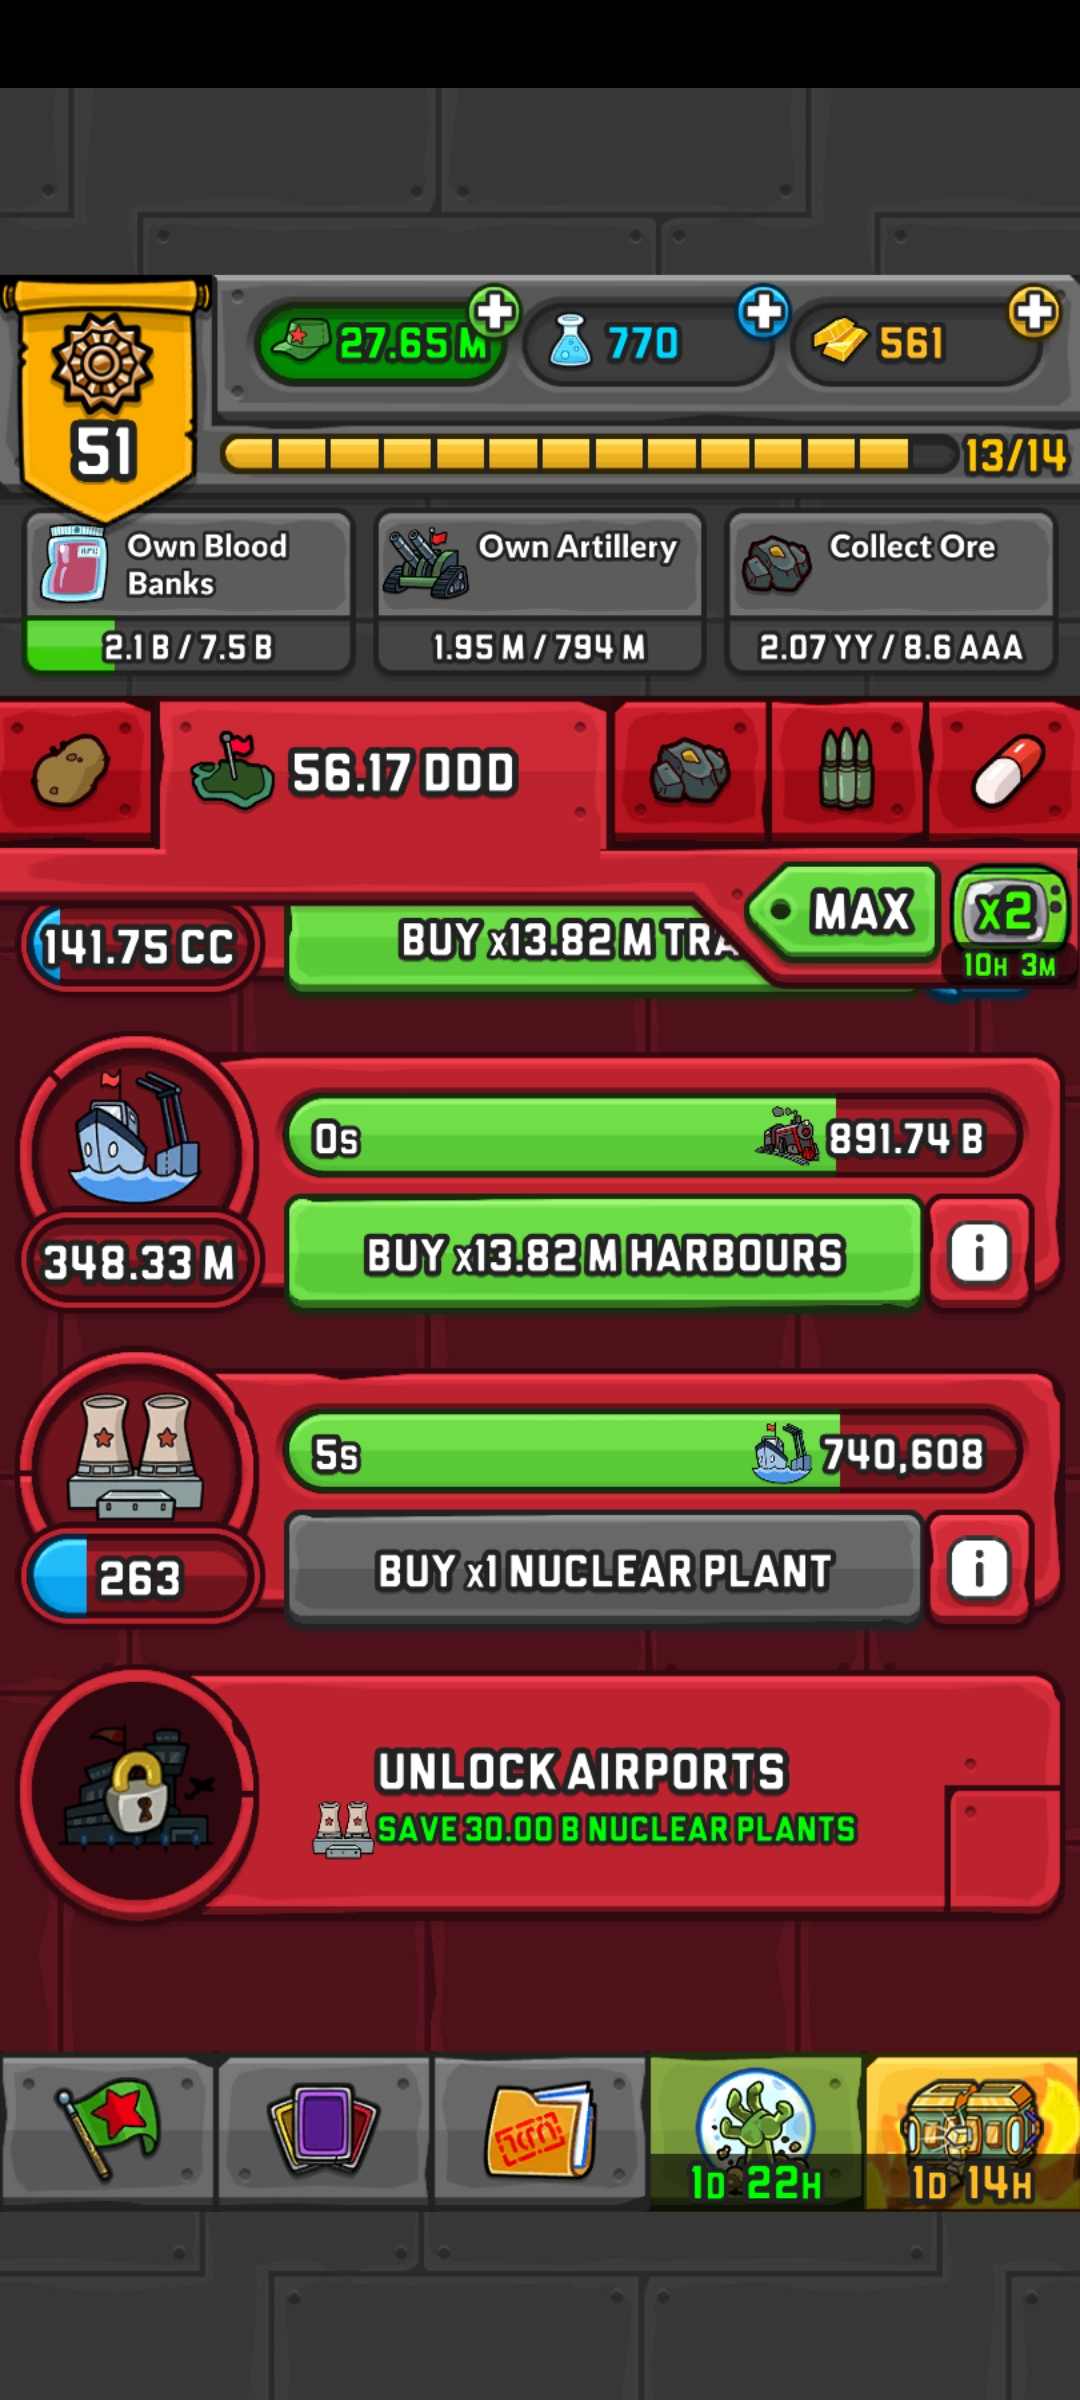 27.65 M
770
561
51
13/14
Own Blood
Banks
2.1 B / 7.5 B
Own Artillery
1.95 M / 794 M
Collect Ore
2.07 YY / 8.6 AAA
56.17 DDD
MAX
x2
10H 3M
141.75 CC
BUY x13.82 M TRA
0s
891.74 B
348.33 M
BUY x13.82 M HARBOURS
i
5s
740,608
263
BUY x1 NUCLEAR PLANT
i
UNLOCK AIRPORTS
SAVE 30.00 B NUCLEAR PLANTS
1D 22H
1D 14H